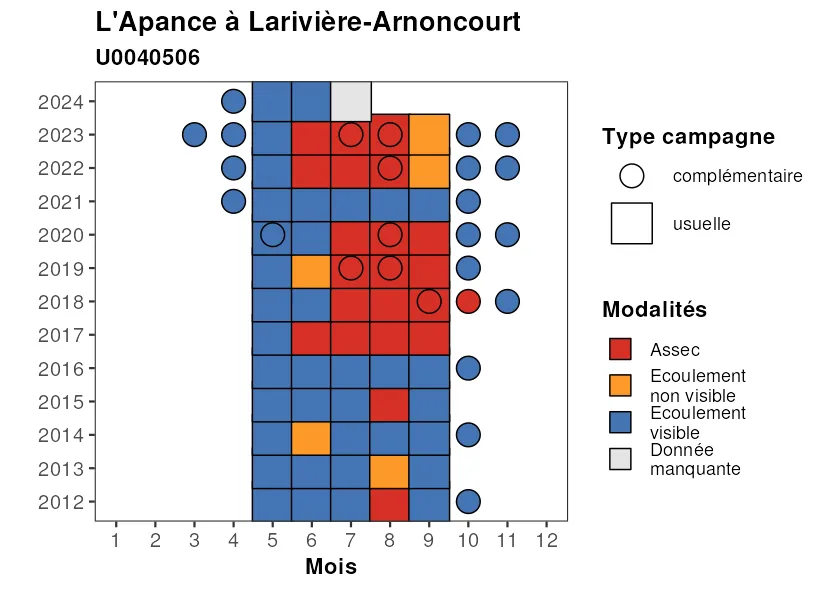 L'Apance à Larivière-Arnoncourt
U0040506
2024
2023
2022
2021
2020
2019
2018
2017
2016
2015
2014
2013
2012
1 2 3 4 5 6 7 8 9 10 11 12
Mois
Type campagne
complémentaire
usuelle
Modalités
Assec
Ecoulement
non visible
Ecoulement
visible
Donnée
manquante